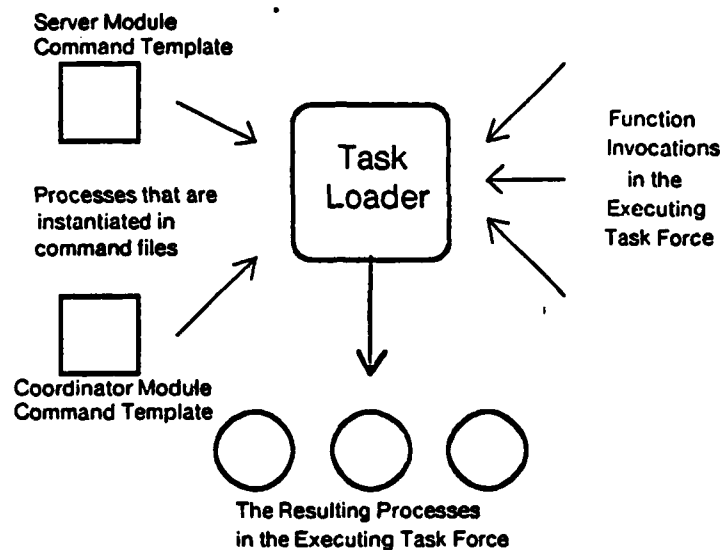 Server Module
Command Template
Task
Loader
Function
Invocations
in the
Executing
Task Force
Processes that are
instantiated in
command files
Coordinator Module
Command Template
The Resulting Processes
in the Executing Task Force